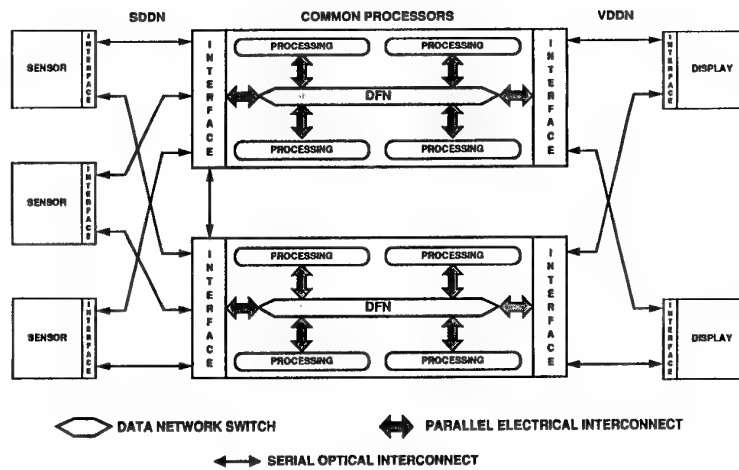 SDDN
COMMON PROCESSORS
VDDN
SENSOR
INTERFACE
INTERFACE
PROCESSING
PROCESSING
DFN
PROCESSING
PROCESSING
INTERFACE
INTERFACE
DISPLAY
SENSOR
INTERFACE
SENSOR
INTERFACE
INTERFACE
PROCESSING
PROCESSING
DFN
PROCESSING
PROCESSING
INTERFACE
INTERFACE
DISPLAY
DATA NETWORK SWITCH
PARALLEL ELECTRICAL INTERCONNECT
SERIAL OPTICAL INTERCONNECT